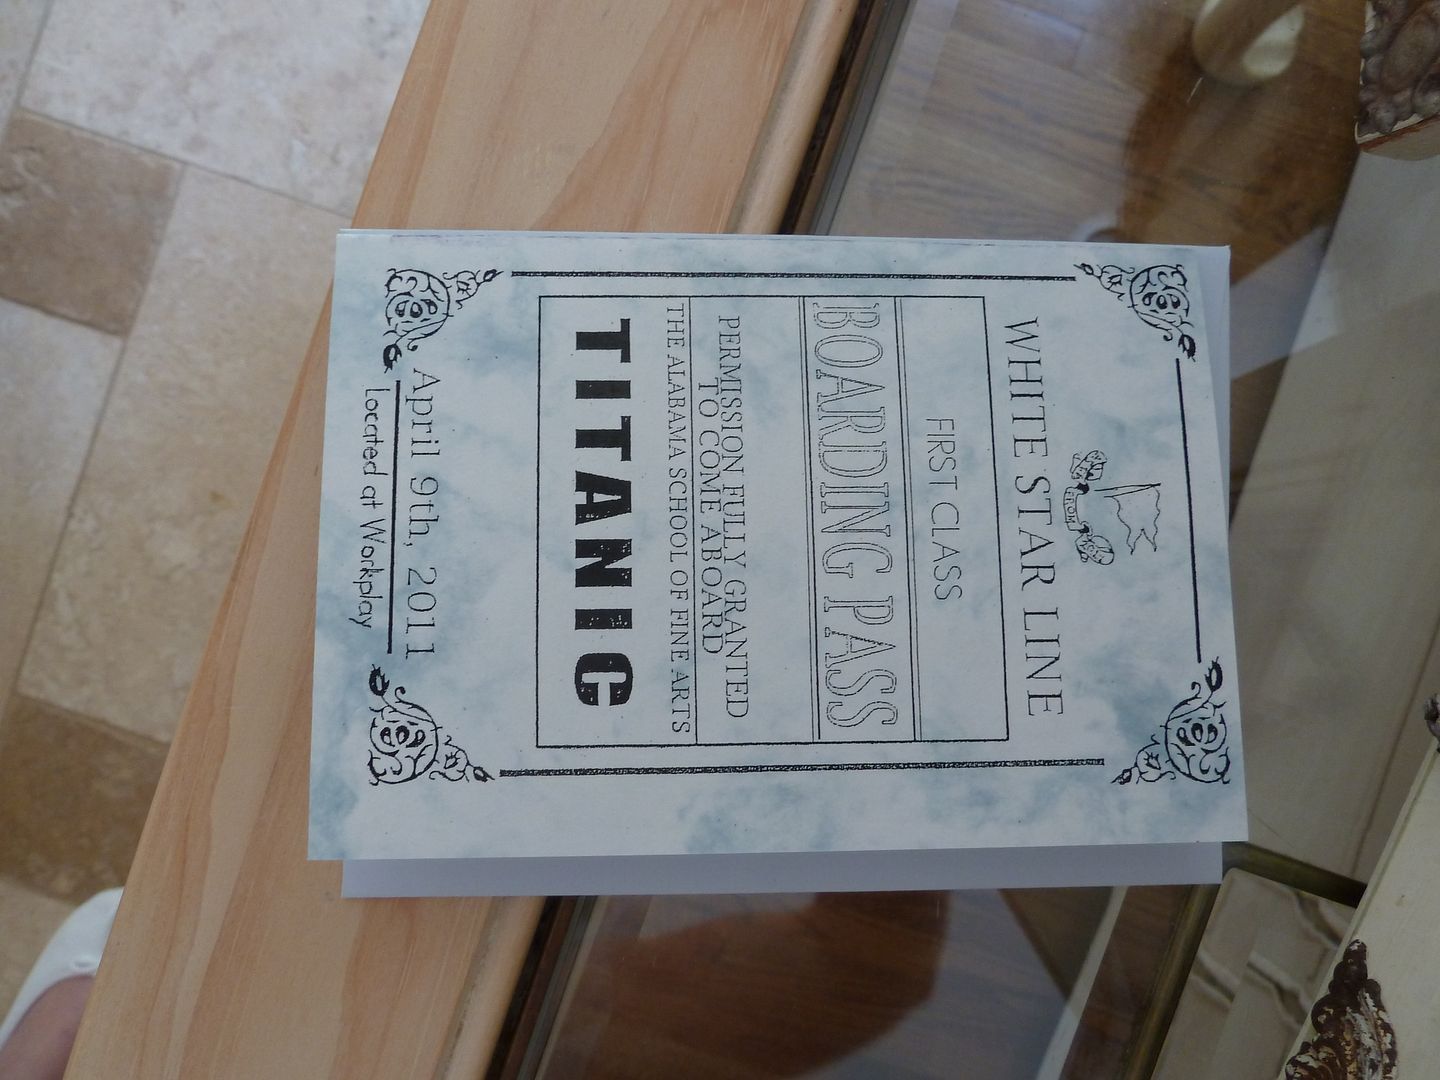 WHITE STAR LINE
FIRST CLASS
BOARDING PASS
PERMISSION FULLY GRANTED
TO COME ABOARD
THE ALABAMA SCHOOL OF FINE ARTS
TITANIC
April 9th, 2011
Located at Workplay